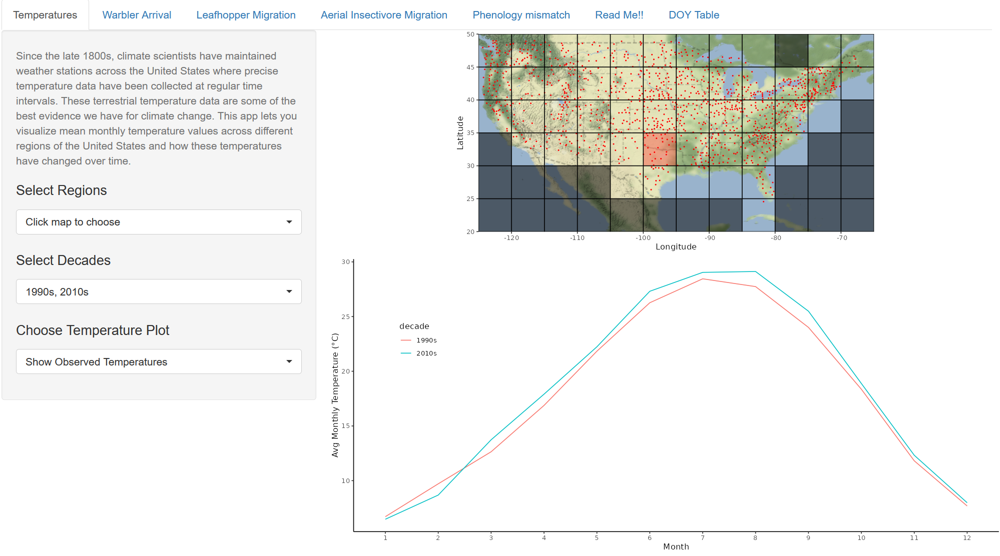 Temperatures
Warbler Arrival
Leafhopper Migration
Aerial Insectivore Migration
Phenology mismatch
Read Me!!
DOY Table
Since the late 1800s, climate scientists have maintained
weather stations across the United States where precise
temperature data have been collected at regular time
intervals. These terrestrial temperature data are some of the
best evidence we have for climate change. This app lets you
visualize mean monthly temperature values across different
regions of the United States and how these temperatures
have changed over time.
Select Regions
Click map to choose
Select Decades
1990s, 2010s
Choose Temperature Plot
Show Observed Temperatures
Latitude
50
45
40
35
30
25
20
-120
-110
-100
-90
-80
-70
Longitude
Avg Monthly Temperature (°C)
30
25
20
15
10
decade
1990s
2010s
1
2
3
4
5
6
7
8
9
10
11
12
Month